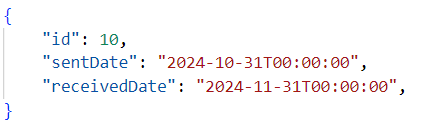 {
"id": 10,
"sentDate": "2024-10-31T00:00:00",
"receivedDate": "2024-11-31T00:00:00",
}